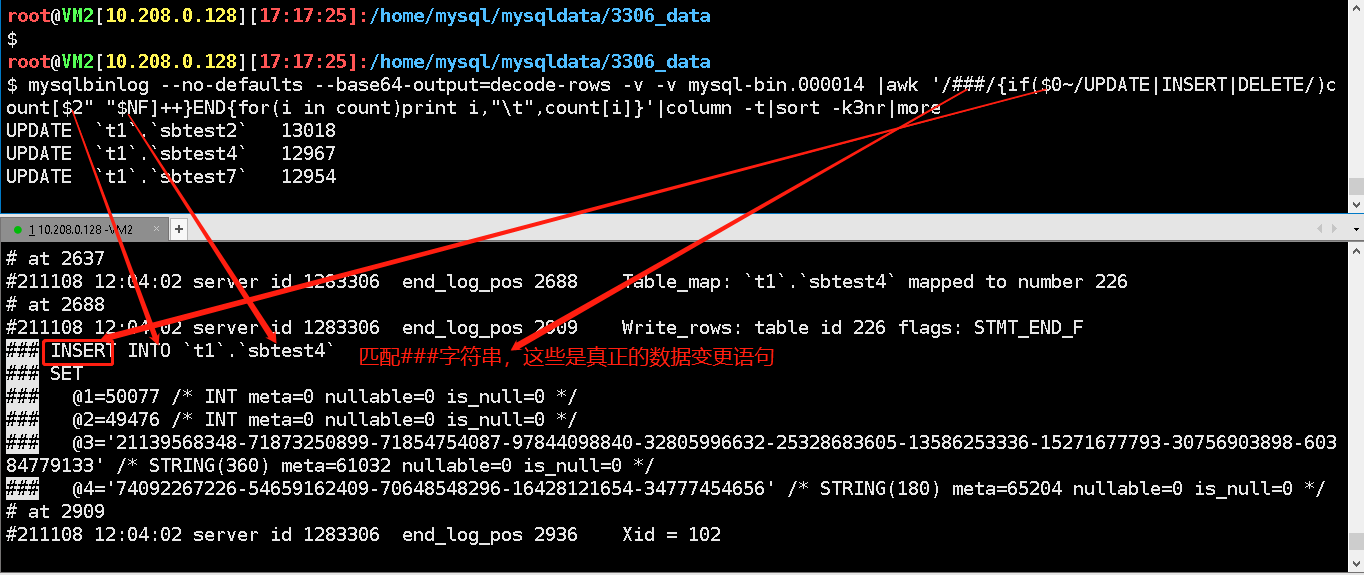 root@VM2[10.208.0.128][17:17:25]:/home/mysql/mysqldata/3306_data
$
root@VM2[10.208.0.128][17:17:25]:/home/mysql/mysqldata/3306_data
$ mysqlbinlog --no-defaults --base64-output=decode-rows -v -v mysql-bin.000014 |awk '/###/{if($0~/UPDATE|INSERT|DELETE/)c
ount[$2" "$NF]++}END{for(i in count)print i,"\t",count[i]}'|column -t|sort -k3nr|more
UPDATE `t1`.`sbtest2` 13018
UPDATE `t1`.`sbtest4` 12967
UPDATE `t1`.`sbtest7` 12954
1 10.208.0.128 -VM2 × +
# at 2637
#211108 12:04:02 server id 1283306 end_log_pos 2688 Table_map: `t1`.`sbtest4` mapped to number 226
# at 2688
#211108 12:04:02 server id 1283306 end_log_pos 2909 Write_rows: table id 226 flags: STMT_END_F
### INSERT INTO `t1`.`sbtest4` 匹配###字符串，这些是真正的数据变更语句
### SET
### @1=50077 /* INT meta=0 nullable=0 is_null=0 */
### @2=49476 /* INT meta=0 nullable=0 is_null=0 */
### @3='21139568348-71873250899-71854754087-97844098840-32805996632-25328683605-13586253336-15271677793-30756903898-603
84779133' /* STRING(360) meta=61032 nullable=0 is_null=0 */
### @4='74092267226-54659162409-70648548296-16428121654-34777454656' /* STRING(180) meta=65204 nullable=0 is_null=0 */
# at 2909
#211108 12:04:02 server id 1283306 end_log_pos 2936 Xid = 102